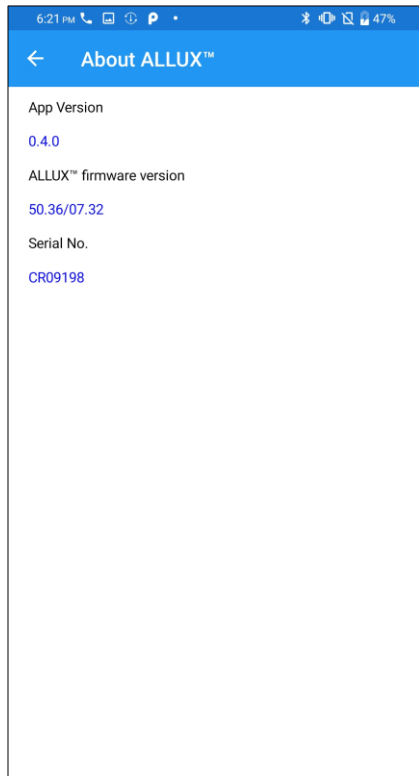 6:21 PM 47%
About ALLUX™
App Version
0.4.0
ALLUX™ firmware version
50.36/07.32
Serial No.
CR09198